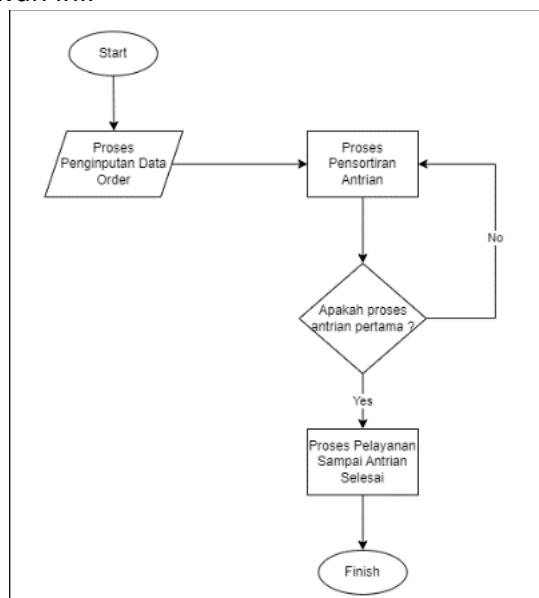 Start
Proses
Penginputan Data
Order
Proses
Pensortiran
Antrian
No
Apakah proses
antrian pertama ?
Yes
Proses Pelayanan
Sampai Antrian
Selesai
Finish